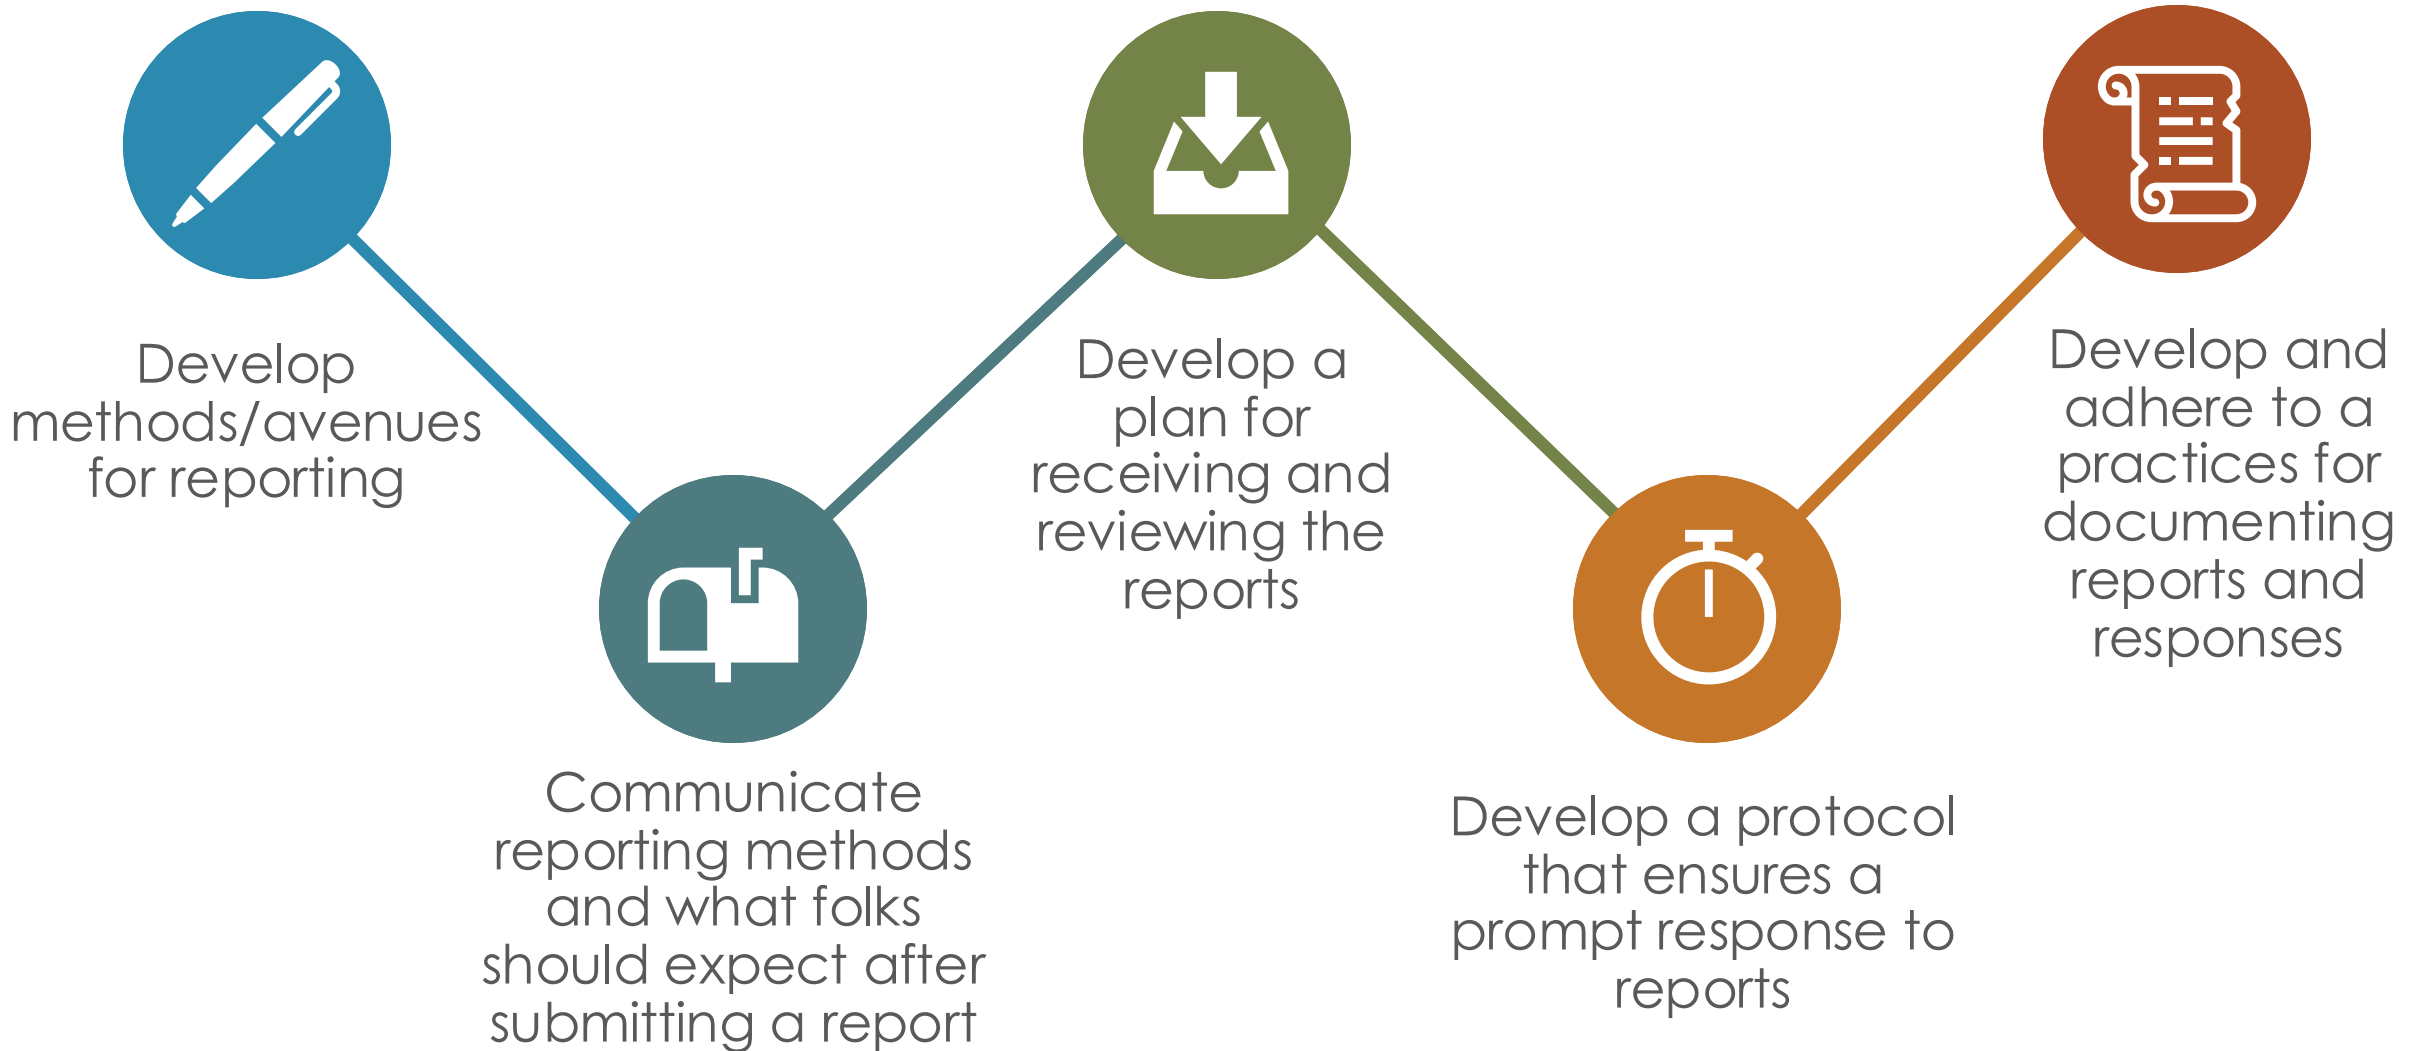 Develop
methods/avenues
for reporting
Communicate
reporting methods
and what folks
should expect after
submitting a report
Develop a
plan for
receiving and
reviewing the
reports
Develop a protocol
that ensures a
prompt response to
reports
Develop and
adhere to a
practices for
documenting
reports and
responses